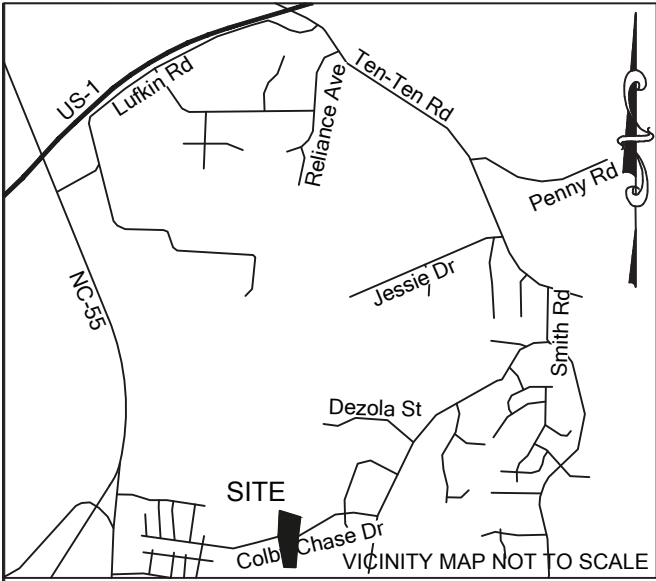 US-1
Lufkin Rd
Reliance Ave
Ten-Ten Rd
Penny Rd
Jessie Dr
NC-55
Smith Rd
Dezola St
SITE
Chase Dr
VICINITY MAP NOT TO SCALE